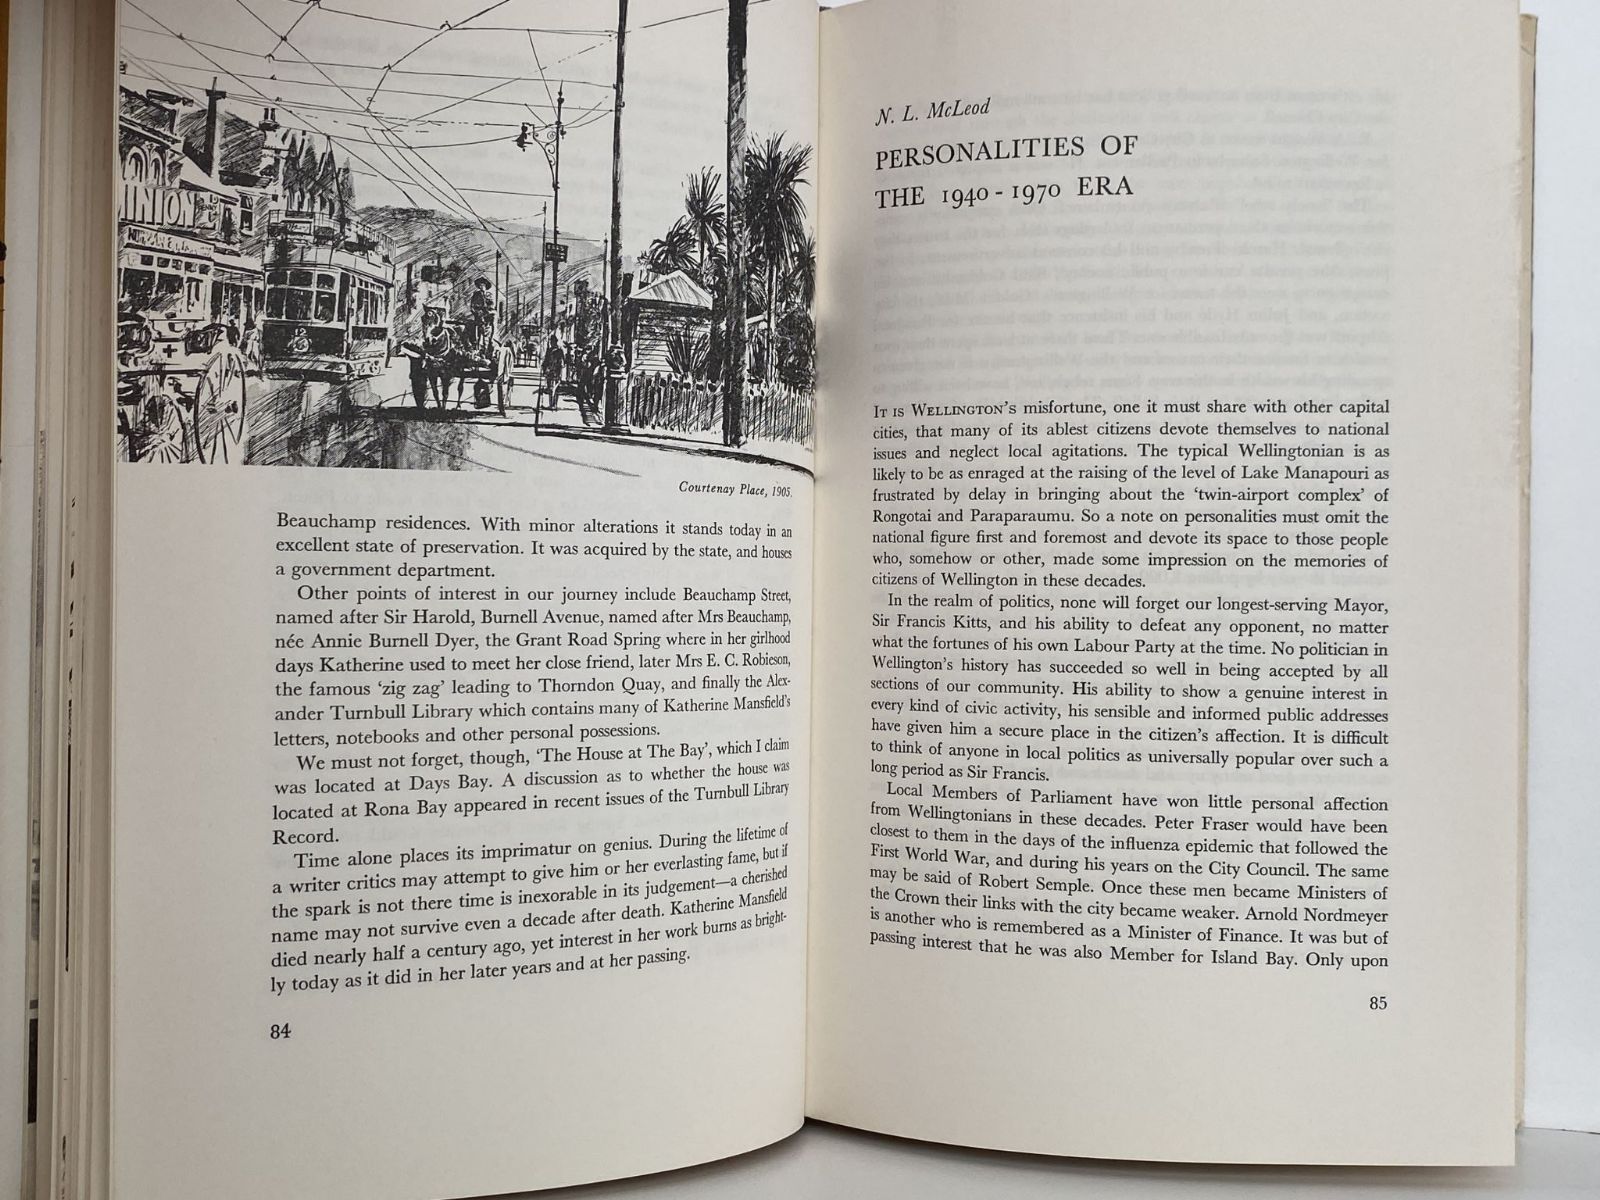 MINION
12
Courtenay Place, 1905.
Beauchamp residences. With minor alterations it stands today in an
excellent state of preservation. It was acquired by the state, and houses
a government department.
Other points of interest in our journey include Beauchamp Street,
named after Sir Harold, Burnell Avenue, named after Mrs Beauchamp,
née Annie Burnell Dyer, the Grant Road Spring where in her girlhood
days Katherine used to meet her close friend, later Mrs E. C. Robieson,
the famous ‘zig zag’ leading to Thorndon Quay, and finally the Alex-
ander Turnbull Library which contains many of Katherine Mansfield’s
letters, notebooks and other personal possessions.
We must not forget, though, ‘The House at The Bay’, which I claim
was located at Days Bay. A discussion as to whether the house was
located at Rona Bay appeared in recent issues of the Turnbull Library
Record.
Time alone places its imprimatur on genius. During the lifetime of
a writer critics may attempt to give him or her everlasting fame, but if
the spark is not there time is inexorable in its judgement—a cherished
name may not survive even a decade after death. Katherine Mansfield
died nearly half a century ago, yet interest in her work burns as bright-
ly today as it did in her later years and at her passing.
84
N. L. McLeod
PERSONALITIES OF
THE 1940 - 1970 ERA
IT IS WELLINGTON’S misfortune, one it must share with other capital
cities, that many of its ablest citizens devote themselves to national
issues and neglect local agitations. The typical Wellingtonian is as
likely to be as enraged at the raising of the level of Lake Manapouri as
frustrated by delay in bringing about the ‘twin-airport complex’ of
Rongotai and Paraparaumu. So a note on personalities must omit the
national figure first and foremost and devote its space to those people
who, somehow or other, made some impression on the memories of
citizens of Wellington in these decades.
In the realm of politics, none will forget our longest-serving Mayor,
Sir Francis Kitts, and his ability to defeat any opponent, no matter
what the fortunes of his own Labour Party at the time. No politician in
Wellington’s history has succeeded so well in being accepted by all
sections of our community. His ability to show a genuine interest in
every kind of civic activity, his sensible and informed public addresses
have given him a secure place in the citizen’s affection. It is difficult
to think of anyone in local politics as universally popular over such a
long period as Sir Francis.
Local Members of Parliament have won little personal affection
from Wellingtonians in these decades. Peter Fraser would have been
closest to them in the days of the influenza epidemic that followed the
First World War, and during his years on the City Council. The same
may be said of Robert Semple. Once these men became Ministers of
the Crown their links with the city became weaker. Arnold Nordmeyer
is another who is remembered as a Minister of Finance. It was but of
passing interest that he was also Member for Island Bay. Only upon
85